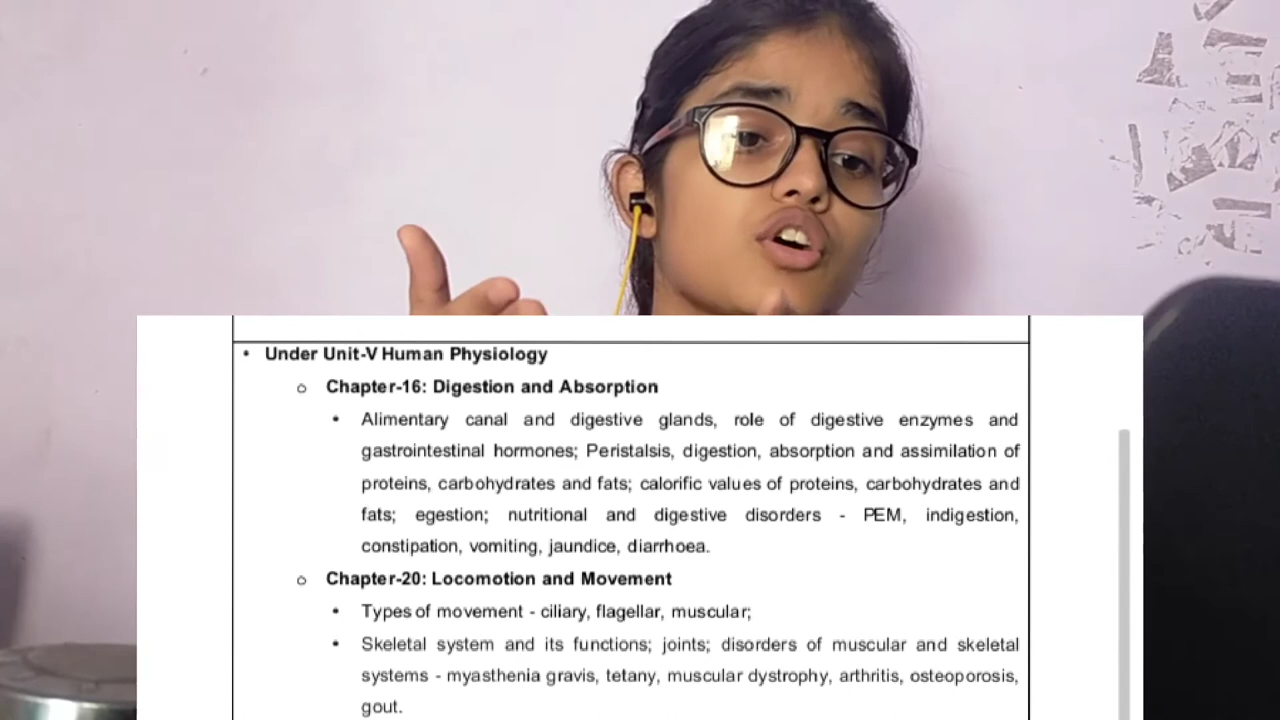 • Under Unit-V Human Physiology
o Chapter-16: Digestion and Absorption
• Alimentary canal and digestive glands, role of digestive enzymes and
gastrointestinal hormones; Peristalsis, digestion, absorption and assimilation of
proteins, carbohydrates and fats; calorific values of proteins, carbohydrates and
fats; egestion; nutritional and digestive disorders - PEM, indigestion,
constipation, vomiting, jaundice, diarrhoea.
o Chapter-20: Locomotion and Movement
• Types of movement - ciliary, flagellar, muscular;
• Skeletal system and its functions; joints; disorders of muscular and skeletal
systems - myasthenia gravis, tetany, muscular dystrophy, arthritis, osteoporosis,
gout.